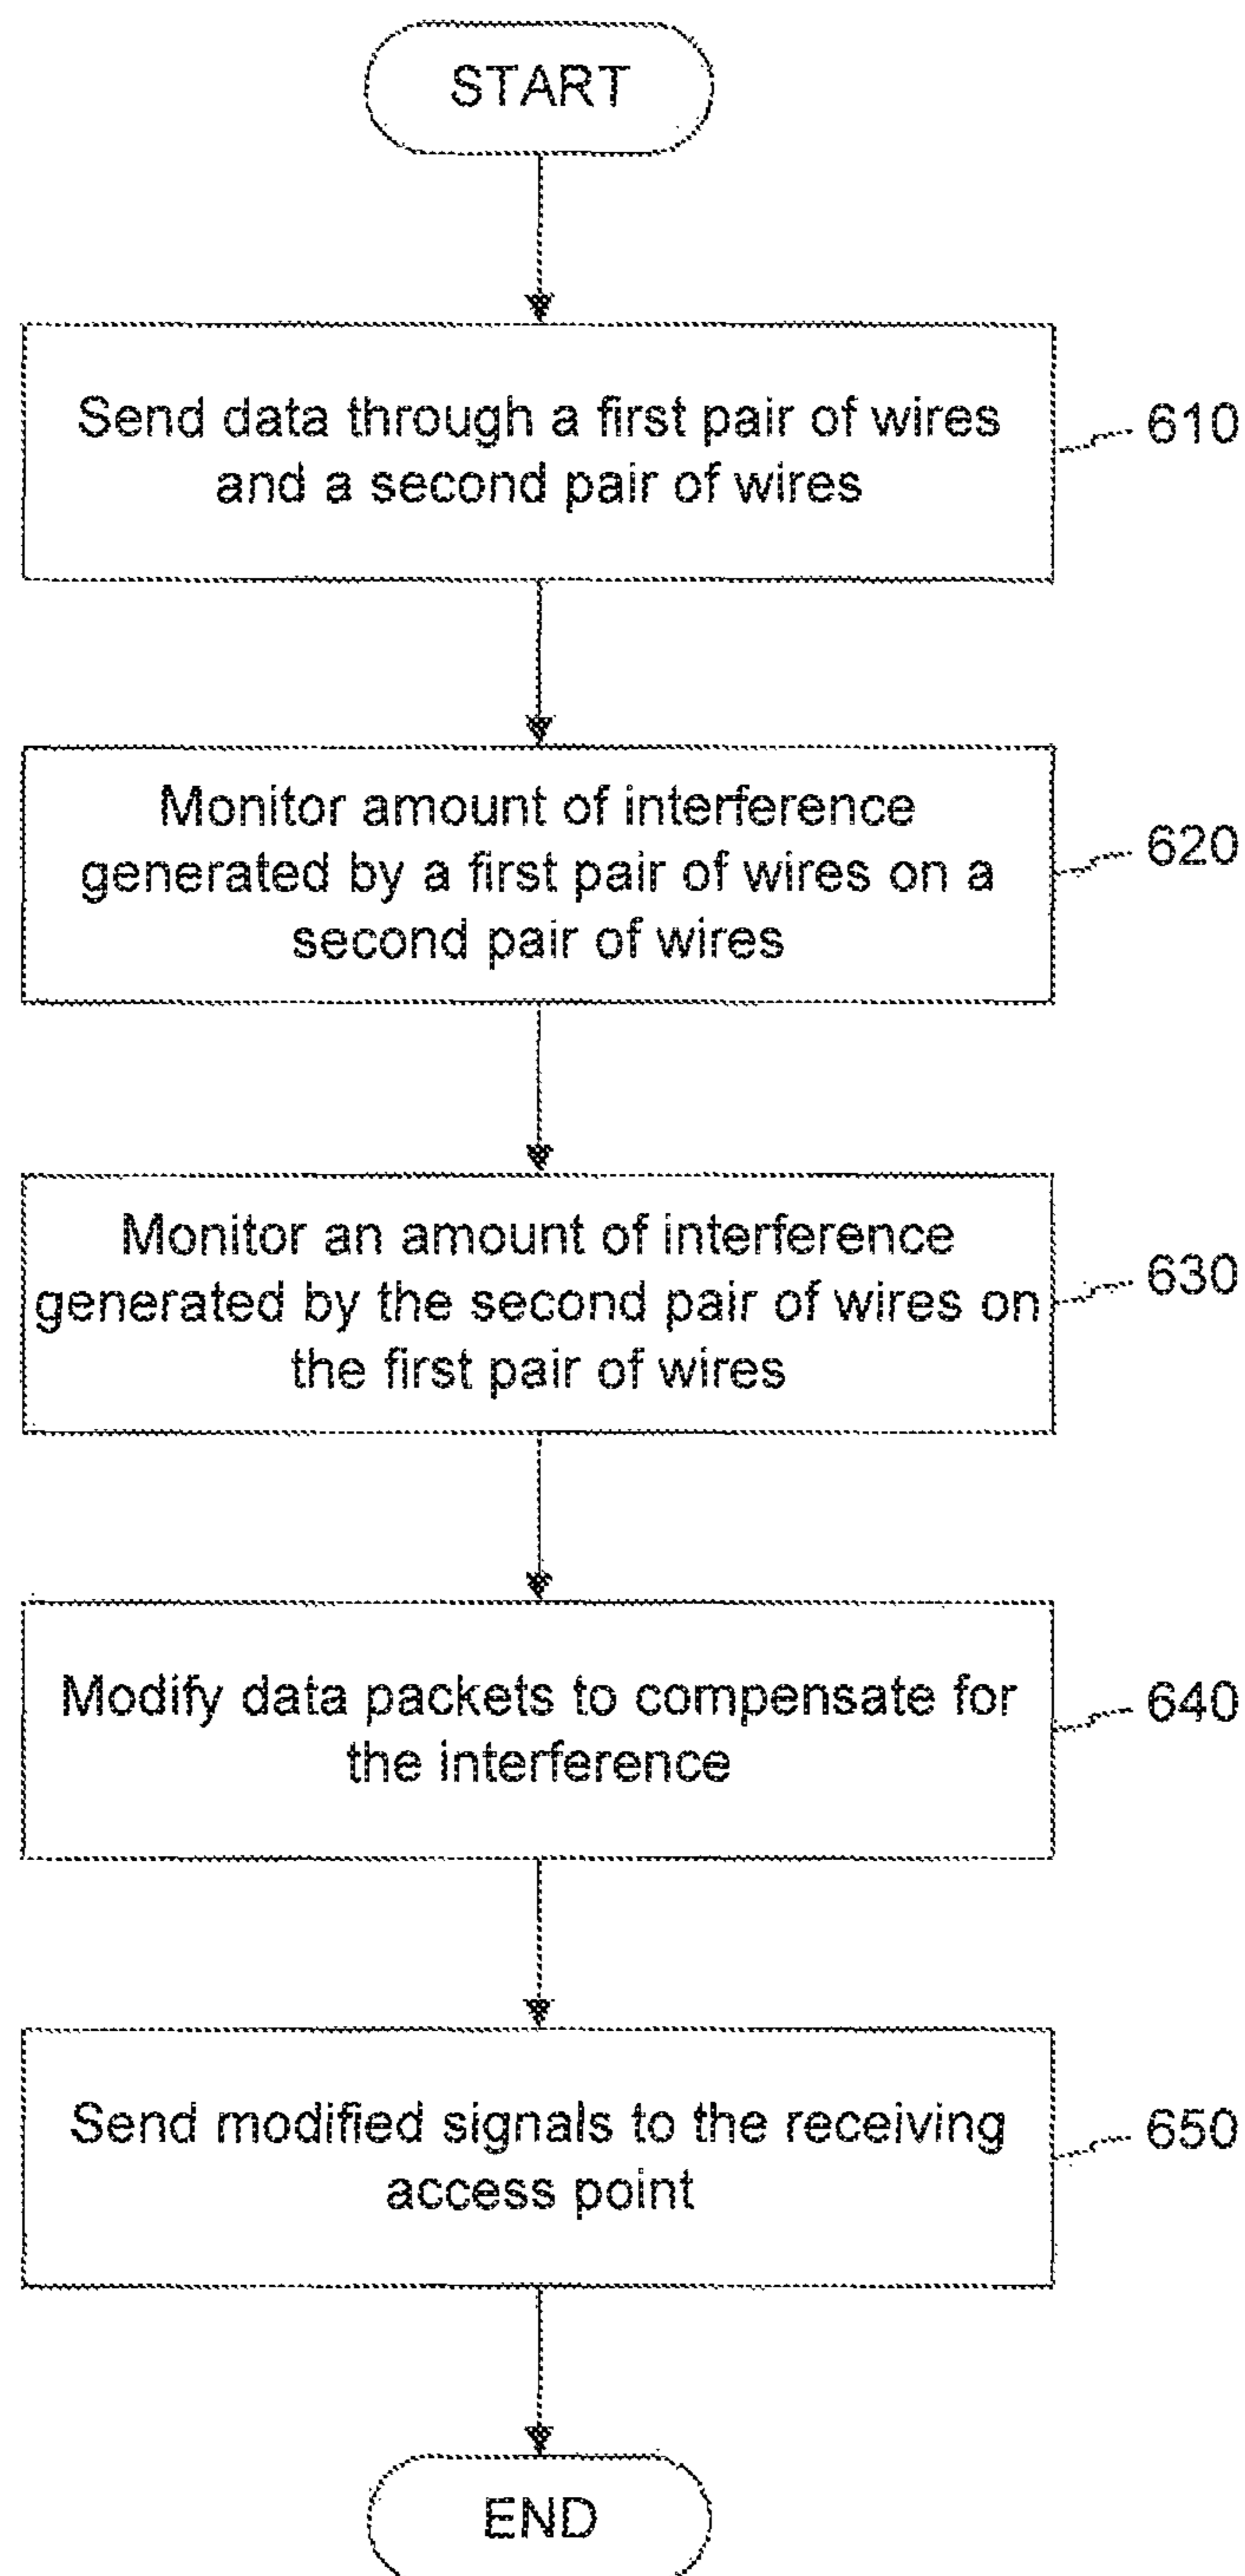 START
Send data through a first pair of wires
and a second pair of wires
610
Monitor amount of interference
generated by a first pair of wires on a
second pair of wires
620
Monitor an amount of interference
generated by the second pair of wires on
the first pair of wires
630
Modify data packets to compensate for
the interference
640
Send modified signals to the receiving
access point
650
END